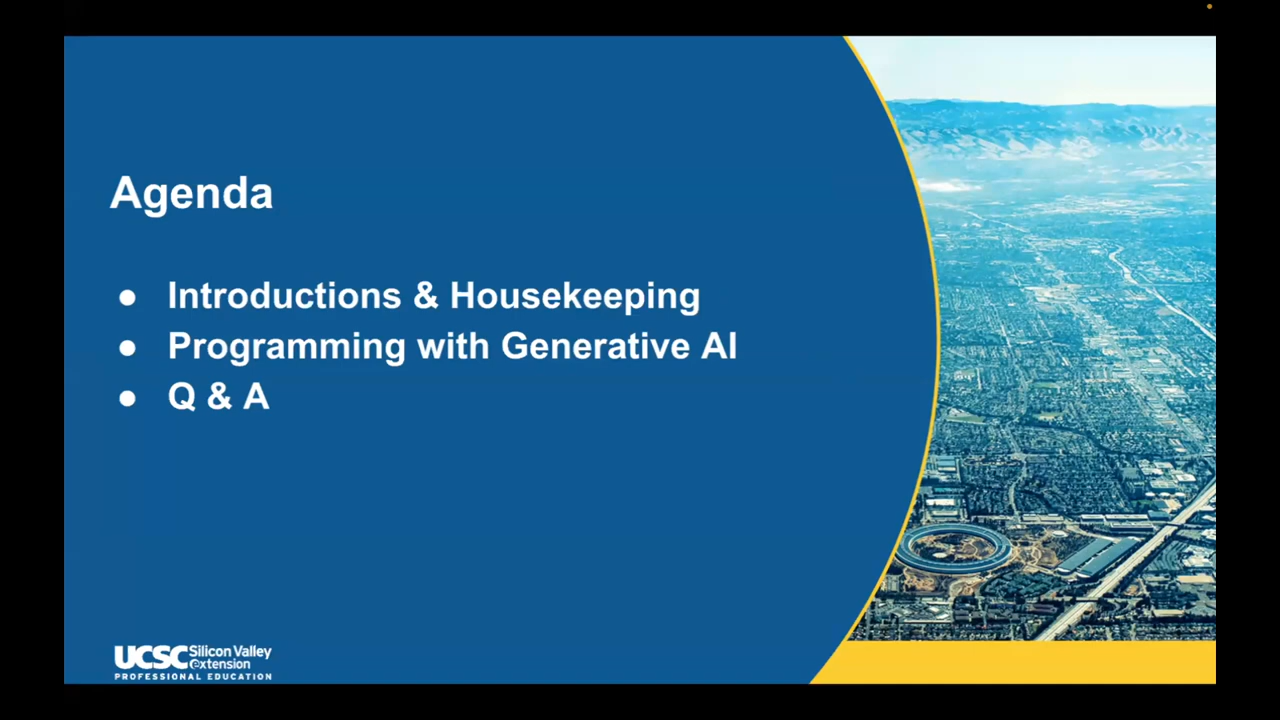 Agenda
● Introductions & Housekeeping
● Programming with Generative AI
● Q & A
UCSC Silicon Valley
extension
PROFESSIONAL EDUCATION